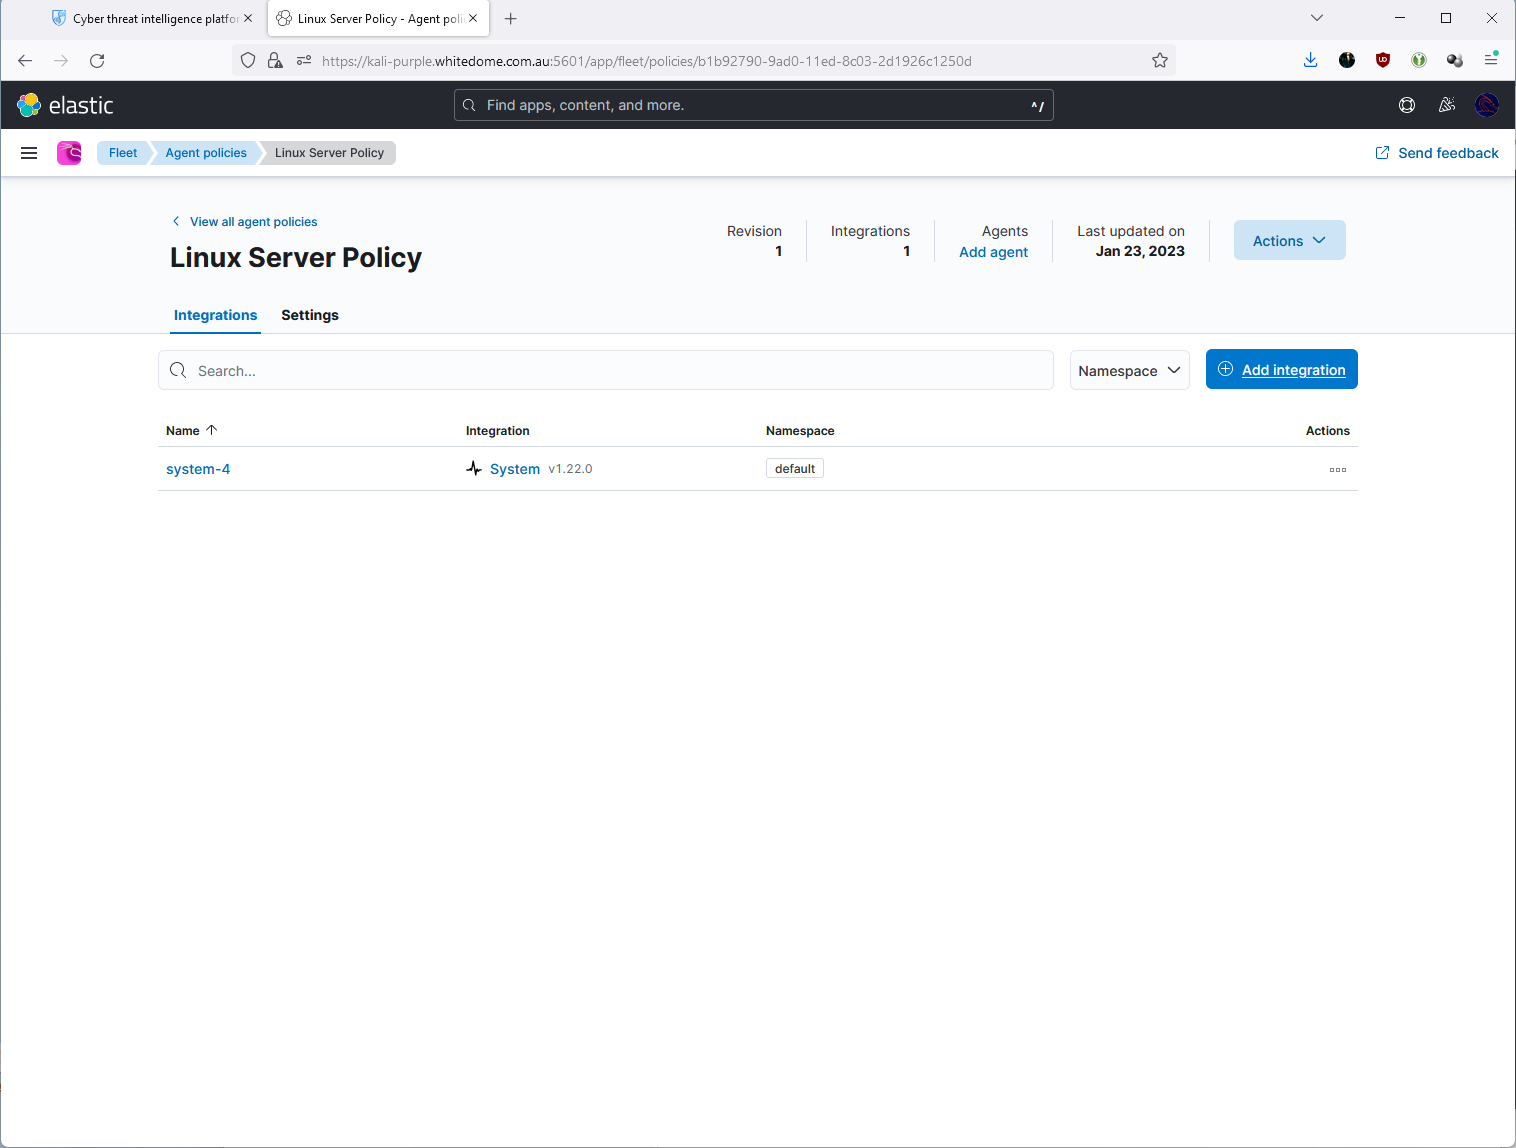 Cyber threat intelligence platfo
Linux Server Policy - Agent poli
https://kali-purple.whitedome.com.au:5601/app/fleet/policies/b1b92790-9ad0-11ed-8c03-2d1926c1250d
elastic
Find apps, content, and more.
^/
Fleet
Agent policies
Linux Server Policy
Send feedback
View all agent policies
Linux Server Policy
Revision
1
Integrations
1
Agents
Add agent
Last updated on
Jan 23, 2023
Actions
Integrations
Settings
Search...
Namespace
Add integration
Name
Integration
Namespace
Actions
system-4
System v1.22.0
default